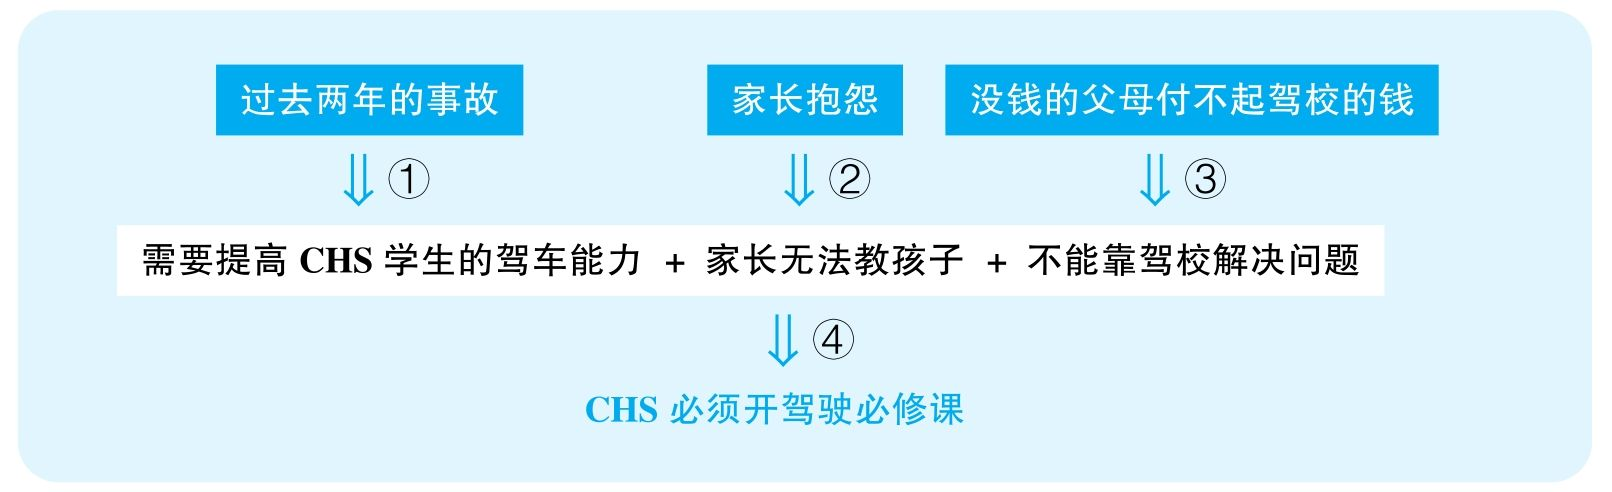 过去两年的事故
家长抱怨
没钱的父母付不起驾校的钱
①
②
③
需要提高 CHS 学生的驾车能力 + 家长无法教孩子 + 不能靠驾校解决问题
④
CHS 必须开驾驶必修课